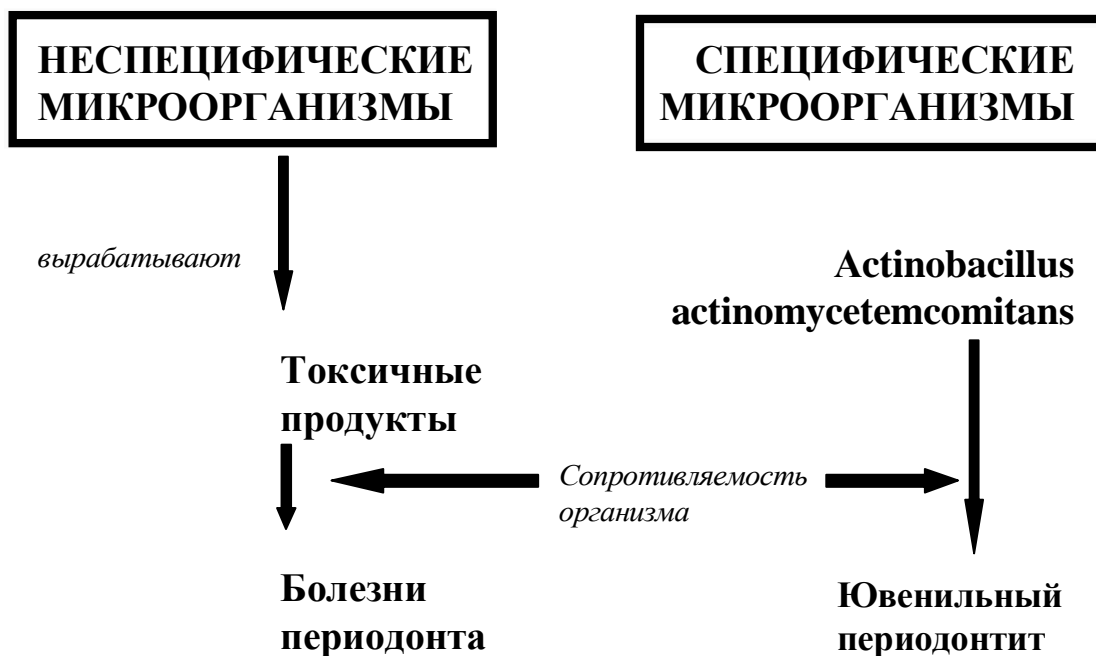 НЕСПЕЦИФИЧЕСКИЕ
МИКРООРГАНИЗМЫ
СПЕЦИФИЧЕСКИЕ
МИКРООРГАНИЗМЫ
вырабатывают
Actinobacillus
actinomycetemcomitans
Токсичные
продукты
Сопротивляемость
организма
Болезни
периодонта
Ювенильный
периодонтит